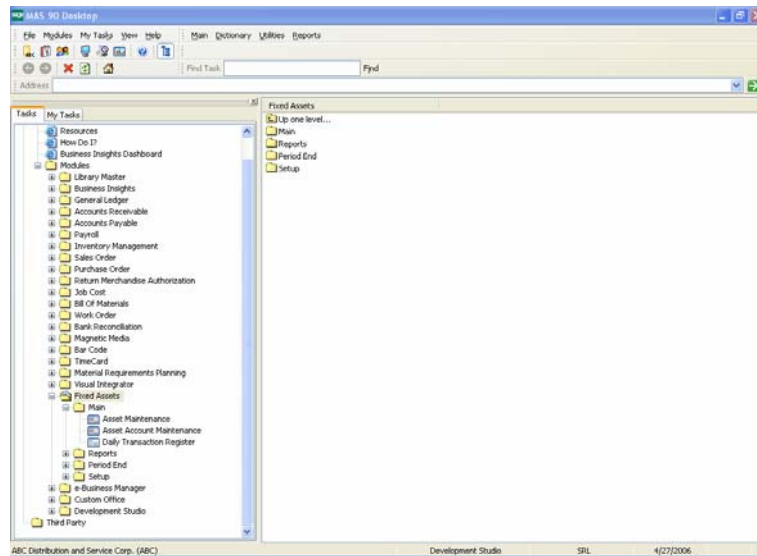 MAS 90 Desktop
File Modules My Tasks View Help Main Dictionary Utilities Reports
Find Task Find
Address
Tasks My Tasks
Resources
How Do I?
Business Insights Dashboard
Modules
Library Master
Business Insights
General Ledger
Accounts Receivable
Accounts Payable
Payroll
Inventory Management
Sales Order
Purchase Order
Return Merchandise Authorization
Job Cost
Bill Of Materials
Work Order
Bank Reconciliation
Magnetic Media
Bar Code
TimeCard
Material Requirements Planning
Visual Integrator
Fixed Assets
Main
Asset Maintenance
Asset Account Maintenance
Daily Transaction Register
Reports
Period End
Setup
e-Business Manager
Custom Office
Development Studio
Third Party
Fixed Assets
Up one level...
Main
Reports
Period End
Setup
ABC Distribution and Service Corp. (ABC) Development Studio SRL 4/27/2006